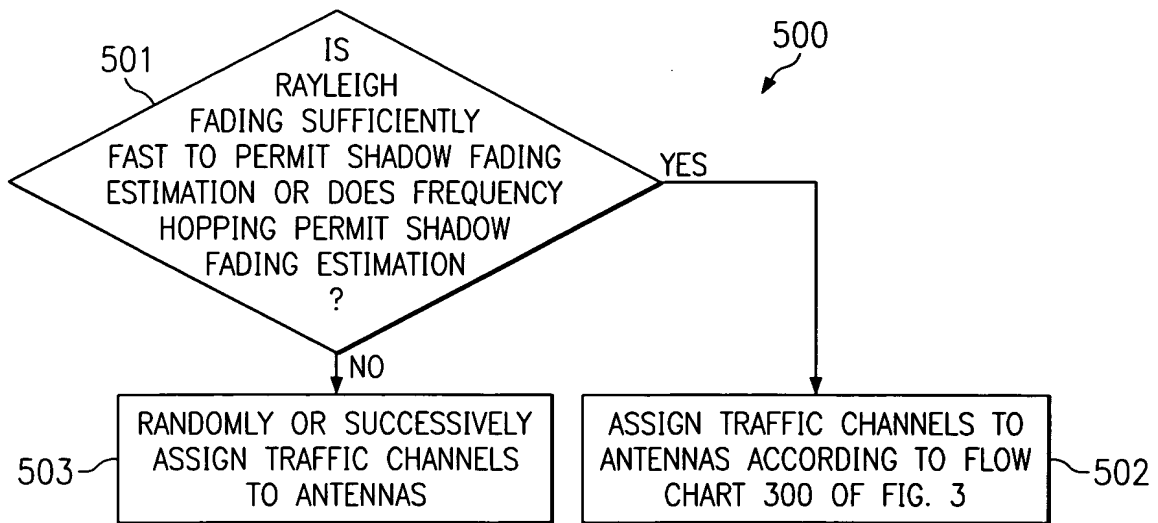 500
501
IS
RAYLEIGH
FADING SUFFICIENTLY
FAST TO PERMIT SHADOW FADING
ESTIMATION OR DOES FREQUENCY
HOPPING PERMIT SHADOW
FADING ESTIMATION
?
YES
NO
503
RANDOMLY OR SUCCESSIVELY
ASSIGN TRAFFIC CHANNELS
TO ANTENNAS
ASSIGN TRAFFIC CHANNELS TO
ANTENNAS ACCORDING TO FLOW
CHART 300 OF FIG. 3
502